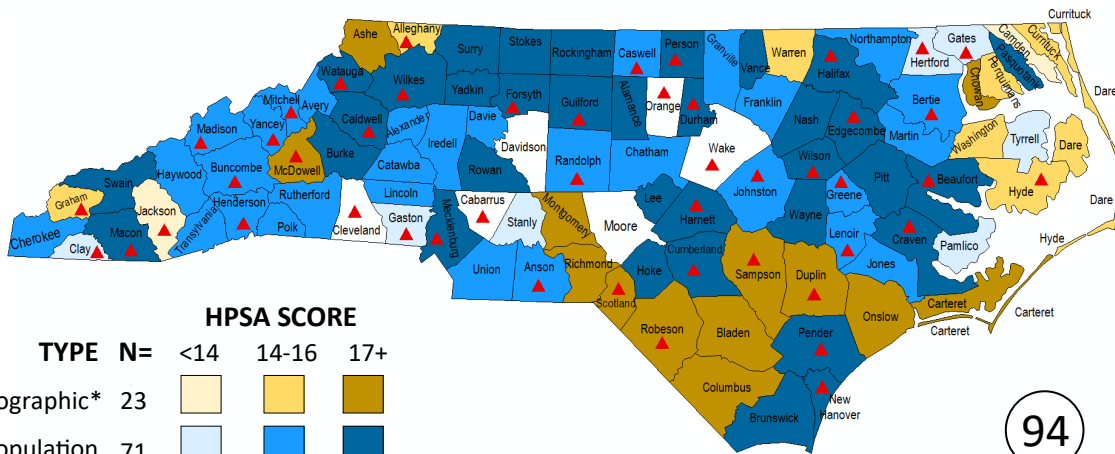 Currituck
Ashe
Alleghany
Surry
Stokes
Rockingham
Caswell
Person
Granville
Vance
Warren
Northampton
Halifax
Hertford
Gates
Camden
Currituck
Pasquotank
Perquimans
Chowan
Dare
Watauga
Wilkes
Yadkin
Forsyth
Guilford
Alamance
Orange
Durham
Franklin
Nash
Edgecombe
Bertie
Martin
Washington
Tyrrell
Dare
Mitchell
Avery
Yancey
Madison
Caldwell
Alexander
Davie
Iredell
Davidson
Randolph
Chatham
Wake
Wilson
Pitt
Beaufort
Hyde
Dare
Buncombe
McDowell
Burke
Catawba
Rowan
Lincoln
Haywood
Swain
Graham
Jackson
Henderson
Rutherford
Polk
Transylvania
Cherokee
Macon
Clay
Cleveland
Gaston
Mecklenburg
Cabarrus
Stanly
Montgomery
Moore
Lee
Harnett
Johnston
Wayne
Greene
Lenoir
Craven
Pamlico
Hyde
Jones
Union
Anson
Richmond
Scotland
Hoke
Cumberland
Sampson
Duplin
Onslow
Carteret
Carteret
Carteret
Robeson
Bladen
Pender
Columbus
Brunswick
New
Hanover
HPSA SCORE
TYPE N= <14 14-16 17+
ographic* 23
opulation 71
94